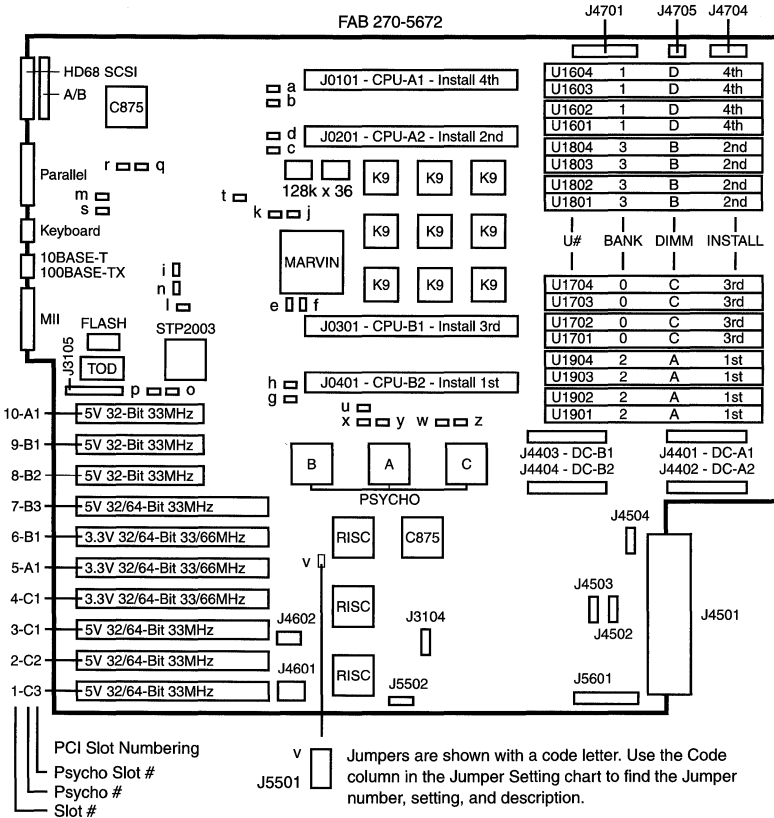 FAB 270-5672
J4701 J4705 J4704
HD68 SCSI
A/B
C875
a
b
J0101 - CPU-A1 - Install 4th
d
c
J0201 - CPU-A2 - Install 2nd
U1604 1 D 4th
U1603 1 D 4th
U1602 1 D 4th
U1601 1 D 4th
U1804 3 B 2nd
U1803 3 B 2nd
U1802 3 B 2nd
U1801 3 B 2nd
U# BANK DIMM INSTALL
U1704 0 C 3rd
U1703 0 C 3rd
U1702 0 C 3rd
U1701 0 C 3rd
U1904 2 A 1st
U1903 2 A 1st
U1902 2 A 1st
U1901 2 A 1st
Parallel
r q
m
s
t
128k x 36
K9 K9 K9
k j
Keyboard
10BASE-T
100BASE-TX
MARVIN
K9 K9 K9
i
n
l
K9 K9 K9
e f
MII
FLASH
STP2003
J3105
TOD
p o
J0301 - CPU-B1 - Install 3rd
h
g
J0401 - CPU-B2 - Install 1st
u
x y w z
B A C
PSYCHO
J4403 - DC-B1
J4404 - DC-B2
J4401 - DC-A1
J4402 - DC-A2
10-A1 5V 32-Bit 33MHz
9-B1 5V 32-Bit 33MHz
8-B2 5V 32-Bit 33MHz
7-B3 5V 32/64-Bit 33MHz
6-B1 3.3V 32/64-Bit 33/66MHz
5-A1 3.3V 32/64-Bit 33/66MHz
4-C1 3.3V 32/64-Bit 33/66MHz
3-C1 5V 32/64-Bit 33MHz
2-C2 5V 32/64-Bit 33MHz
1-C3 5V 32/64-Bit 33MHz
RISC C875
v
RISC
RISC
J4602
J4601
J3104
J5502
J4504
J4503
J4502
J4501
J5601
PCI Slot Numbering
Psycho Slot #
Psycho #
Slot #
v
J5501
Jumpers are shown with a code letter. Use the Code
column in the Jumper Setting chart to find the Jumper
number, setting, and description.